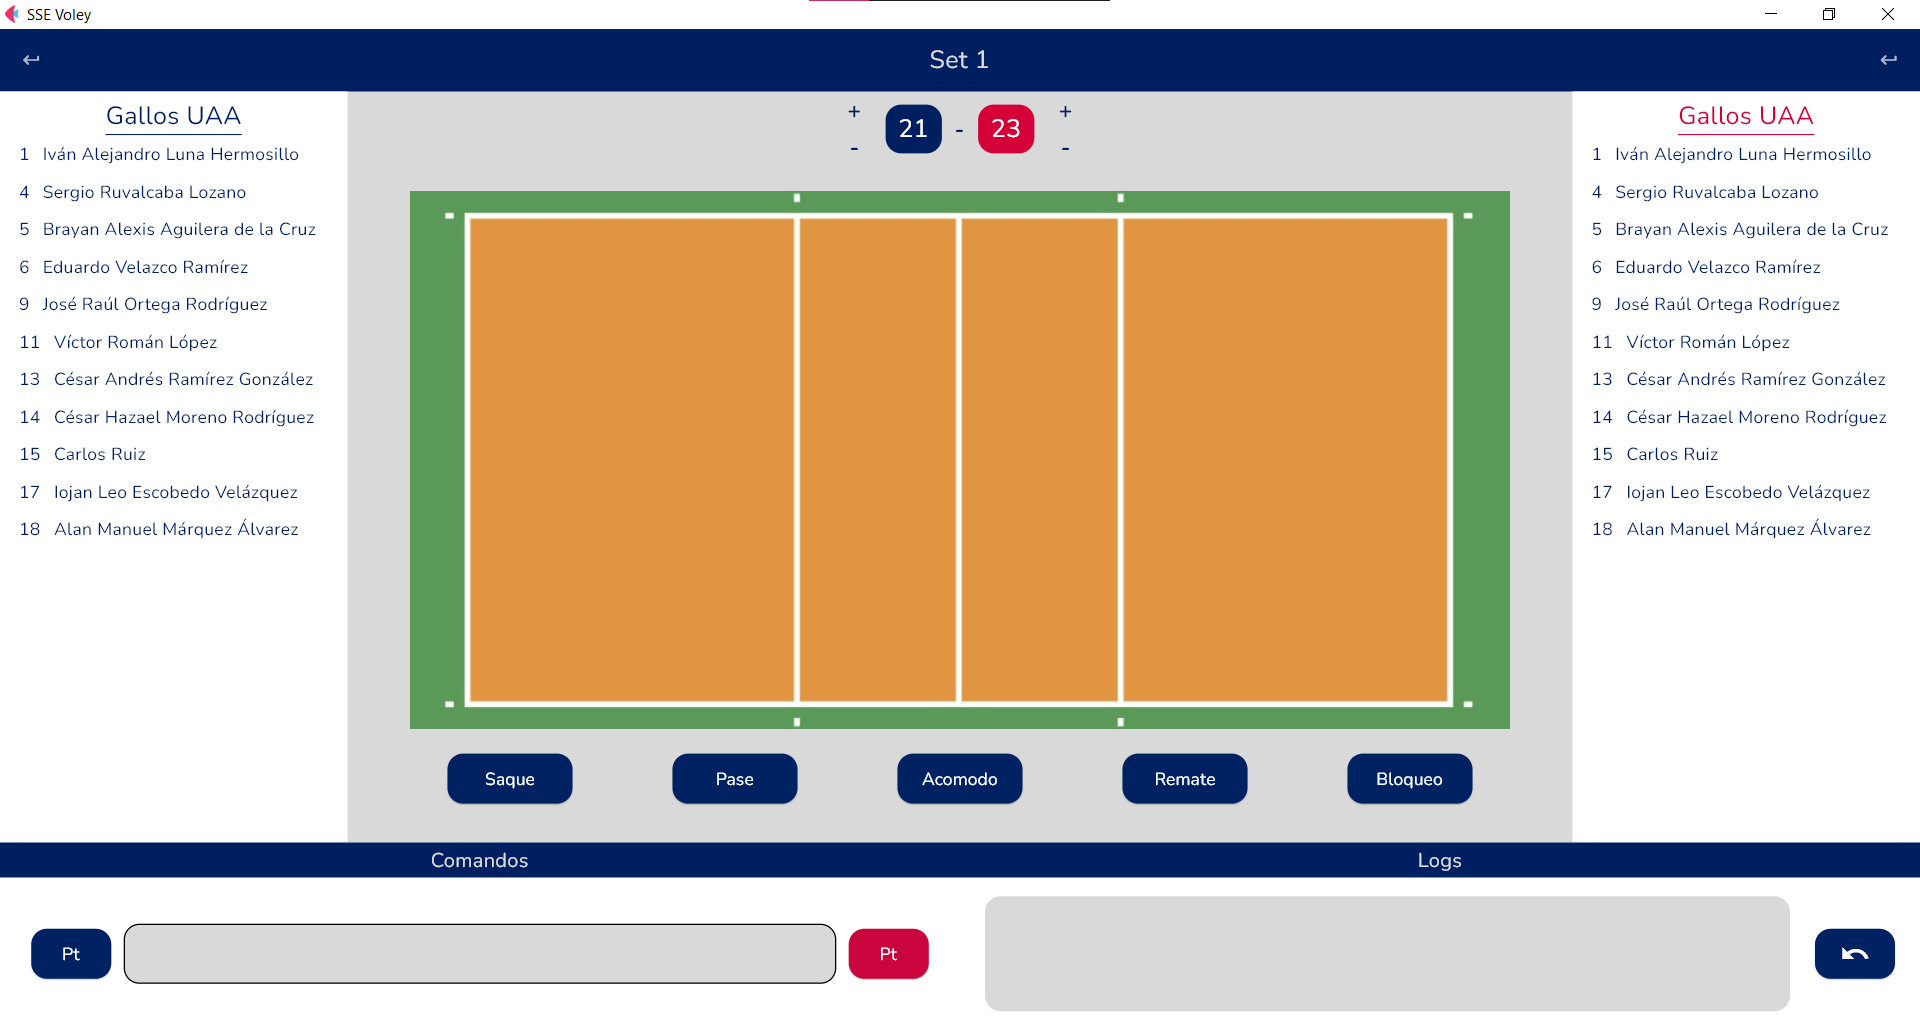 SSE Voley
Set 1
Gallos UAA
1 Iván Alejandro Luna Hermosillo
4 Sergio Ruvalcaba Lozano
5 Brayan Alexis Aguilera de la Cruz
6 Eduardo Velazco Ramírez
9 José Raúl Ortega Rodríguez
11 Víctor Román López
13 César Andrés Ramírez González
14 César Hazael Moreno Rodríguez
15 Carlos Ruiz
17 Iojan Leo Escobedo Velázquez
18 Alan Manuel Márquez Álvarez
+ +
21 - 23
- -
Gallos UAA
1 Iván Alejandro Luna Hermosillo
4 Sergio Ruvalcaba Lozano
5 Brayan Alexis Aguilera de la Cruz
6 Eduardo Velazco Ramírez
9 José Raúl Ortega Rodríguez
11 Víctor Román López
13 César Andrés Ramírez González
14 César Hazael Moreno Rodríguez
15 Carlos Ruiz
17 Iojan Leo Escobedo Velázquez
18 Alan Manuel Márquez Álvarez
Saque
Pase
Acomodo
Remate
Bloqueo
Comandos
Logs
Pt
Pt